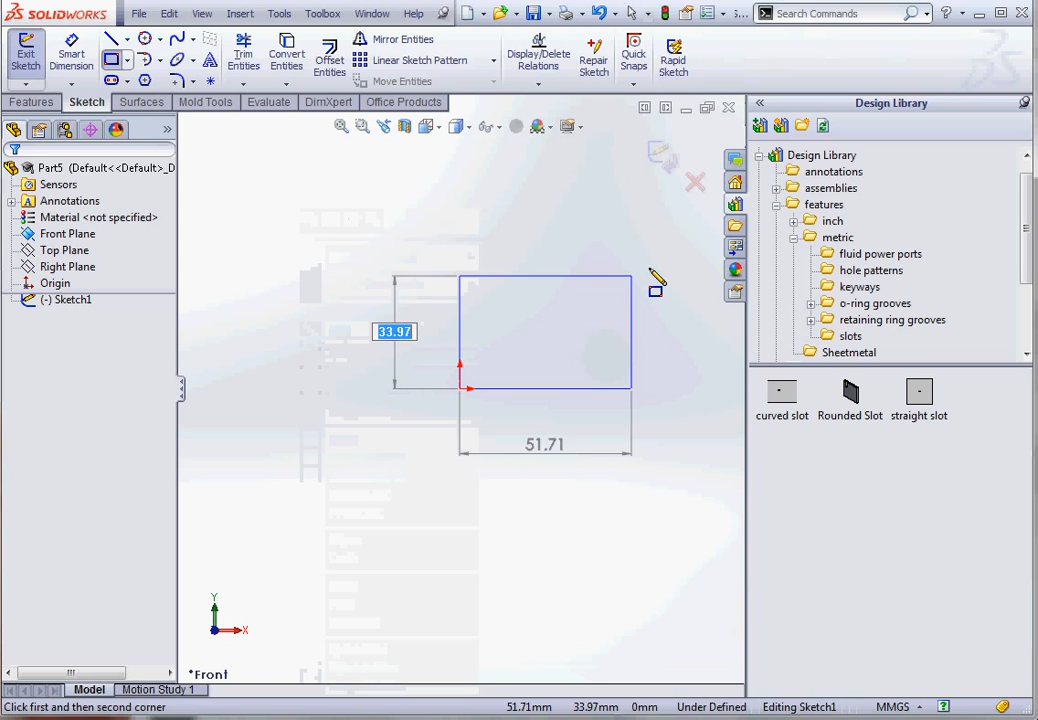 SOLIDWORKS File Edit View Insert Tools Toolbox Window Help S... Search Commands ?
Exit Sketch
Smart Dimension
Trim Entities
Convert Entities
Offset Entities
Mirror Entities
Linear Sketch Pattern
Move Entities
Display/Delete Relations
Repair Sketch
Quick Snaps
Rapid Sketch
Features Sketch Surfaces Mold Tools Evaluate DimXpert Office Products
Part5 (Default<<Default>_D
Sensors
Annotations
Material <not specified>
Front Plane
Top Plane
Right Plane
Origin
(-) Sketch1
33.97
51.71
Y
X
*Front
Design Library
Design Library
annotations
assemblies
features
inch
metric
fluid power ports
hole patterns
keyways
o-ring grooves
retaining ring grooves
slots
Sheetmetal
curved slot Rounded Slot straight slot
Model Motion Study 1
Click first and then second corner 51.71mm 33.97mm 0mm Under Defined Editing Sketch1 MMGS ?